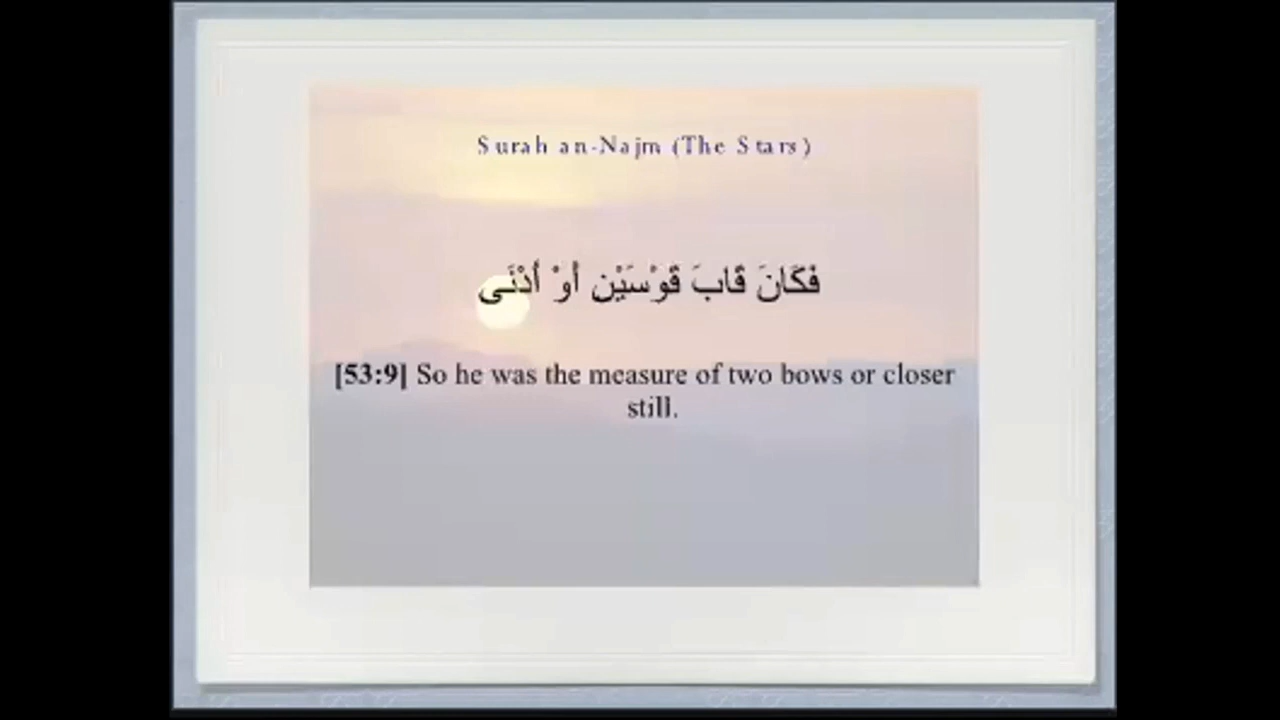 Surah an-Najm (The Stars)
فَكَانَ قَابَ قَوْسَيْنِ أَوْ أَدْنَى
[53:9] So he was the measure of two bows or closer
still.